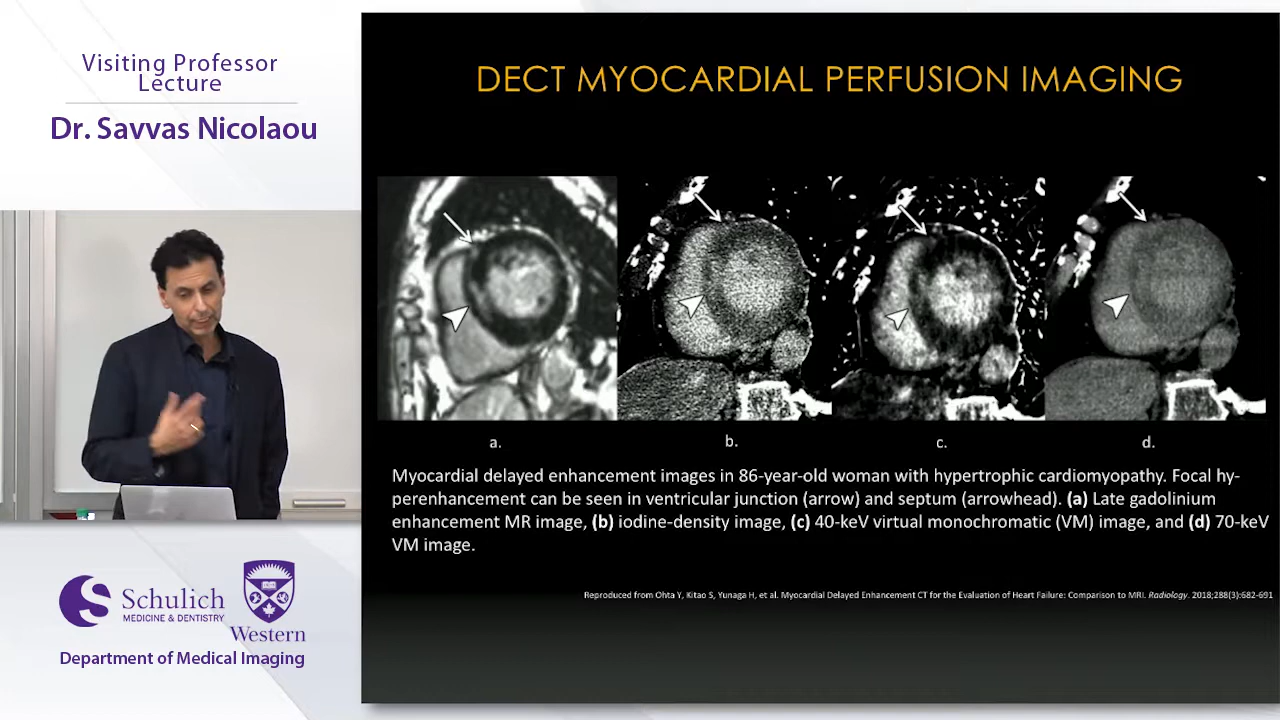 Visiting Professor
Lecture
Dr. Savvas Nicolaou
Schulich
MEDICINE & DENTISTRY
Western
Department of Medical Imaging
DECT MYOCARDIAL PERFUSION IMAGING
a.
b.
c.
d.
Myocardial delayed enhancement images in 86-year-old woman with hypertrophic cardiomyopathy. Focal hy-
perenhancement can be seen in ventricular junction (arrow) and septum (arrowhead). (a) Late gadolinium
enhancement MR image, (b) iodine-density image, (c) 40-keV virtual monochromatic (VM) image, and (d) 70-keV
VM image.
Reproduced from Ohta Y, Kitao S, Yunaga H, et al. Myocardial Delayed Enhancement CT for the Evaluation of Heart Failure: Comparison to MRI. Radiology. 2018;288(3):682-691